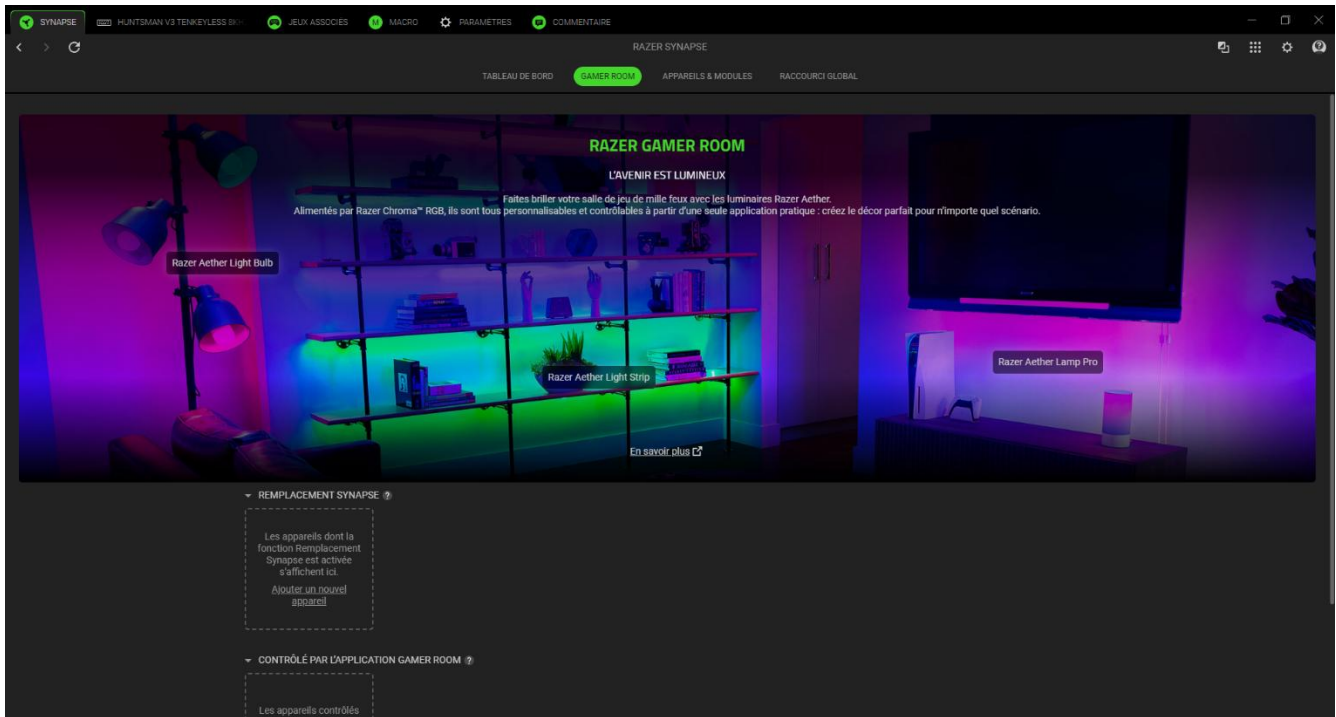 SYNAPSE
HUNTSMAN V3 TENKEYLESS 8KH
JEUX ASSOCIÉS
MACRO
PARAMÈTRES
COMMENTAIRE
RAZER SYNAPSE
TABLEAU DE BORD
GAMER ROOM
APPAREILS & MODULES
RACCOURCI GLOBAL
RAZER GAMER ROOM
L'AVENIR EST LUMINEUX
Faites briller votre salle de jeu de mille feux avec les luminaires Razer Aether.
Alimentés par Razer Chroma™ RGB, ils sont tous personnalisables et contrôlables à partir d'une seule application pratique : créez le décor parfait pour n'importe quel scénario.
Razer Aether Light Bulb
Razer Aether Lamp Pro
Razer Aether Light Strip
En savoir plus
REMPLACEMENT SYNAPSE ?
Les appareils dont la
fonction Remplacement
Synapse est activée
s'affichent ici.
Ajouter un nouvel
appareil
CONTRÔLÉ PAR L'APPLICATION GAMER ROOM ?
Les appareils contrôlés